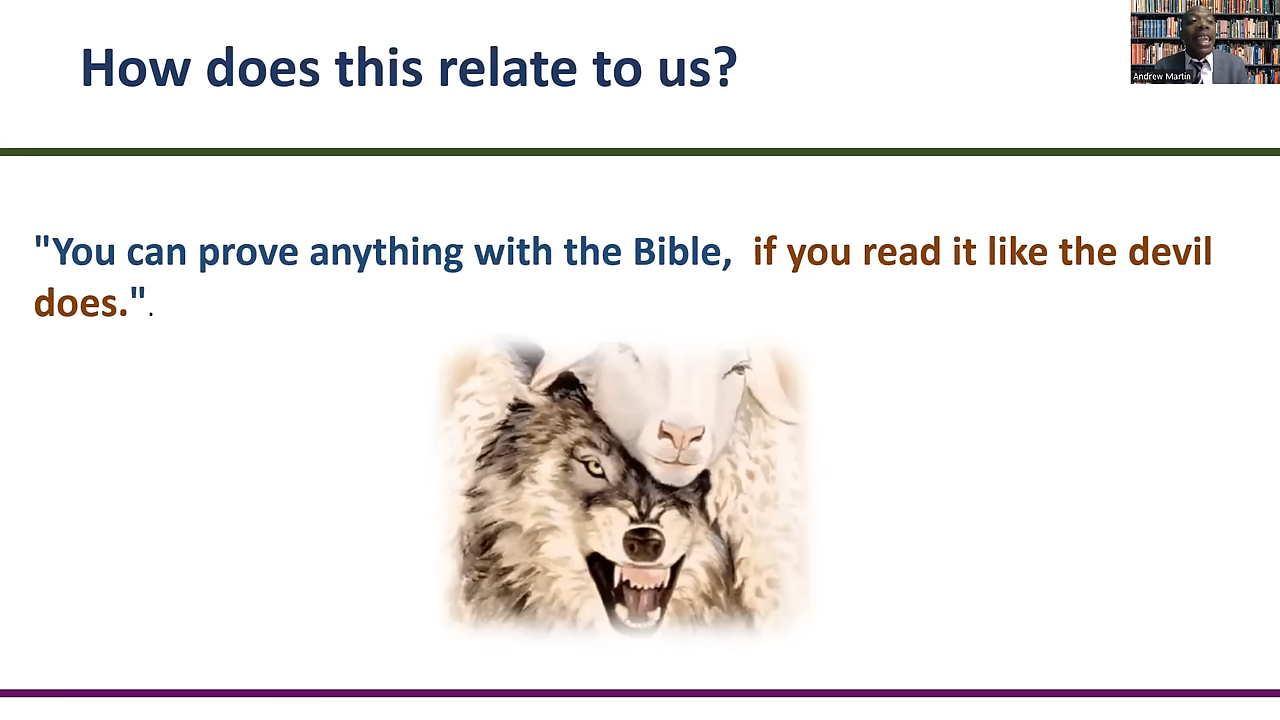 How does this relate to us?
Andrew Martin
"You can prove anything with the Bible,  if you read it like the devil
does.".